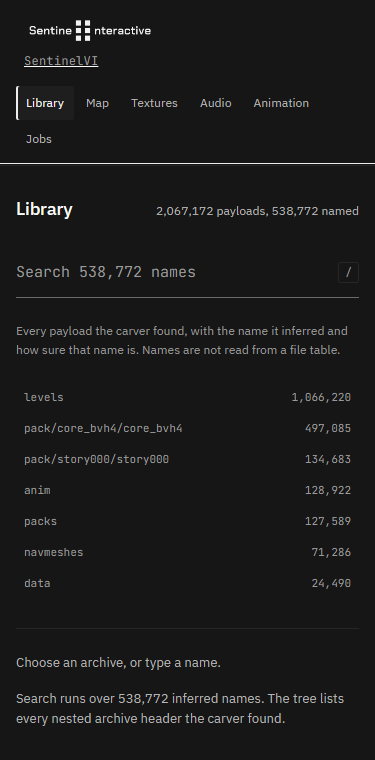 Sentine nteractive
SentinelVI
Library Map Textures Audio Animation
Jobs
Library 2,067,172 payloads, 538,772 named
Search 538,772 names /
Every payload the carver found, with the name it inferred and
how sure that name is. Names are not read from a file table.
levels 1,066,220
pack/core_bvh4/core_bvh4 497,085
pack/story000/story000 134,683
anim 128,922
packs 127,589
navmeshes 71,286
data 24,490
Choose an archive, or type a name.
Search runs over 538,772 inferred names. The tree lists
every nested archive header the carver found.